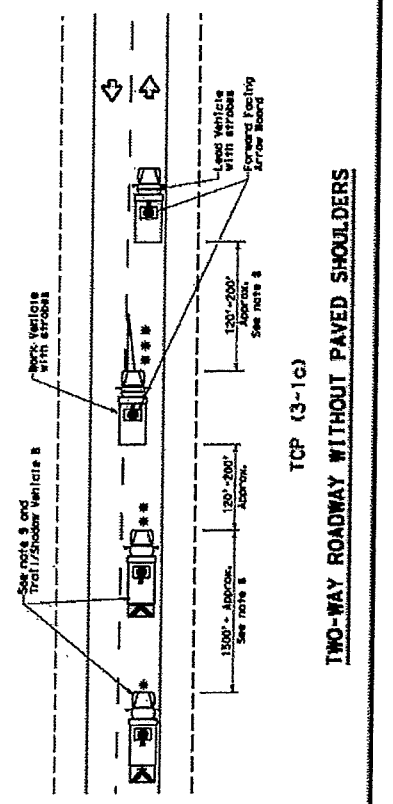 See note 9 and
Trail/Shadow Vehicle B
Work Vehicle
with strobes
Lead Vehicle
with strobes
Forward Facing
Arrow Board
*
**
***
1500'+ Approx.
See note 8
120'-200'
Approx.
120'-200'
Approx.
See note 8
TCP (3-1c)
TWO-WAY ROADWAY WITHOUT PAVED SHOULDERS